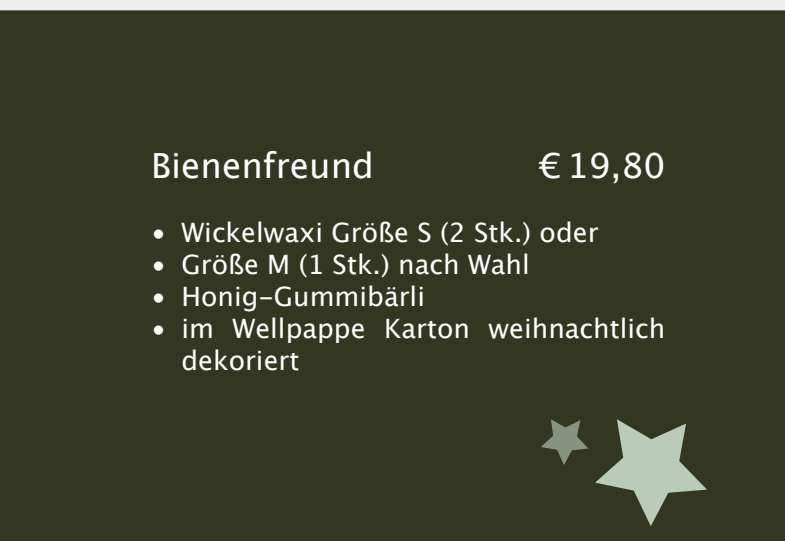 Bienenfreund € 19,80
• Wickelwaxi Größe S (2 Stk.) oder
• Größe M (1 Stk.) nach Wahl
• Honig-Gummibärli
• im Wellpappe Karton weihnachtlich
dekoriert